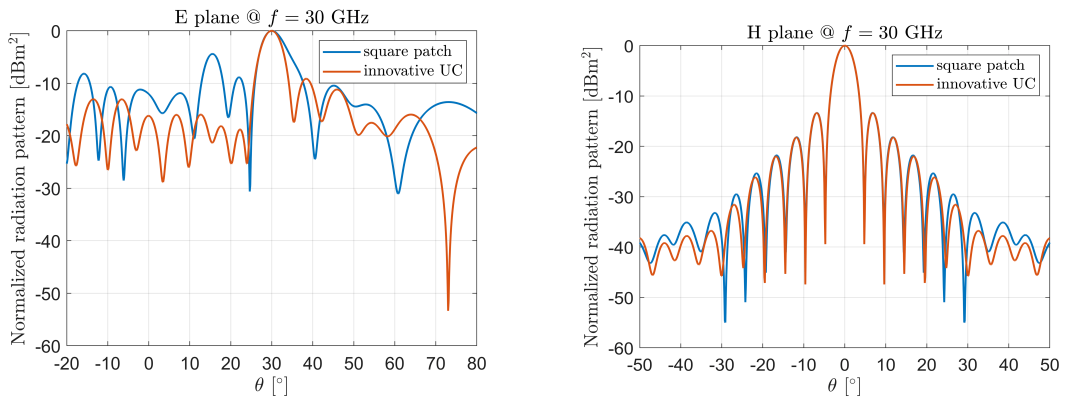 E plane @ f = 30 GHz
Normalized radiation pattern [dBm²]
0
-10
-20
-30
-40
-50
-60
square patch
innovative UC
-20 -10 0 10 20 30 40 50 60 70 80
θ [°]
H plane @ f = 30 GHz
Normalized radiation pattern [dBm²]
0
-10
-20
-30
-40
-50
-60
square patch
innovative UC
-50 -40 -30 -20 -10 0 10 20 30 40 50
θ [°]